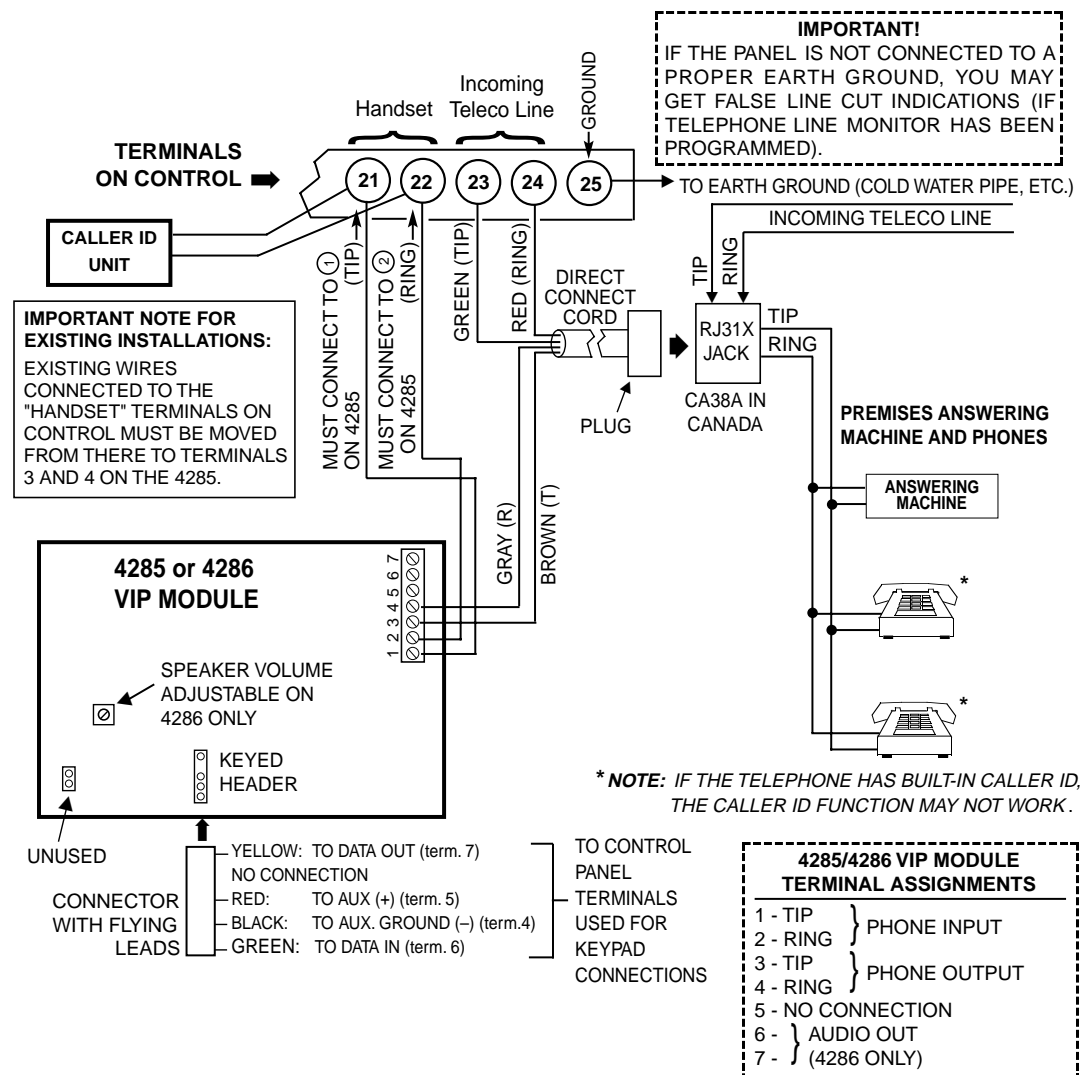 IMPORTANT!
IF THE PANEL IS NOT CONNECTED TO A
PROPER EARTH GROUND, YOU MAY
GET FALSE LINE CUT INDICATIONS (IF
TELEPHONE LINE MONITOR HAS BEEN
PROGRAMMED).
Handset
Incoming
Teleco Line
GROUND
TERMINALS
ON CONTROL
21
22
23
24
25
TO EARTH GROUND (COLD WATER PIPE, ETC.)
INCOMING TELECO LINE
CALLER ID
UNIT
MUST CONNECT TO 1
ON 4285
(TIP)
MUST CONNECT TO 2
ON 4285
(RING)
GREEN (TIP)
RED (RING)
DIRECT
CONNECT
CORD
PLUG
TIP
RING
RJ31X
JACK
TIP
RING
CA38A IN
CANADA
IMPORTANT NOTE FOR
EXISTING INSTALLATIONS:
EXISTING WIRES
CONNECTED TO THE
"HANDSET" TERMINALS ON
CONTROL MUST BE MOVED
FROM THERE TO TERMINALS
3 AND 4 ON THE 4285.
PREMISES ANSWERING
MACHINE AND PHONES
ANSWERING
MACHINE
GRAY (R)
BROWN (T)
4285 or 4286
VIP MODULE
1 2 3 4 5 6 7
SPEAKER VOLUME
ADJUSTABLE ON
4286 ONLY
KEYED
HEADER
UNUSED
*
*
* NOTE: IF THE TELEPHONE HAS BUILT-IN CALLER ID,
THE CALLER ID FUNCTION MAY NOT WORK.
CONNECTOR
WITH FLYING
LEADS
YELLOW: TO DATA OUT (term. 7)
NO CONNECTION
RED: TO AUX (+) (term. 5)
BLACK: TO AUX. GROUND (–) (term.4)
GREEN: TO DATA IN (term. 6)
TO CONTROL
PANEL
TERMINALS
USED FOR
KEYPAD
CONNECTIONS
4285/4286 VIP MODULE
TERMINAL ASSIGNMENTS
1 - TIP
2 - RING
PHONE INPUT
3 - TIP
4 - RING
PHONE OUTPUT
5 - NO CONNECTION
6 - AUDIO OUT
7 - (4286 ONLY)